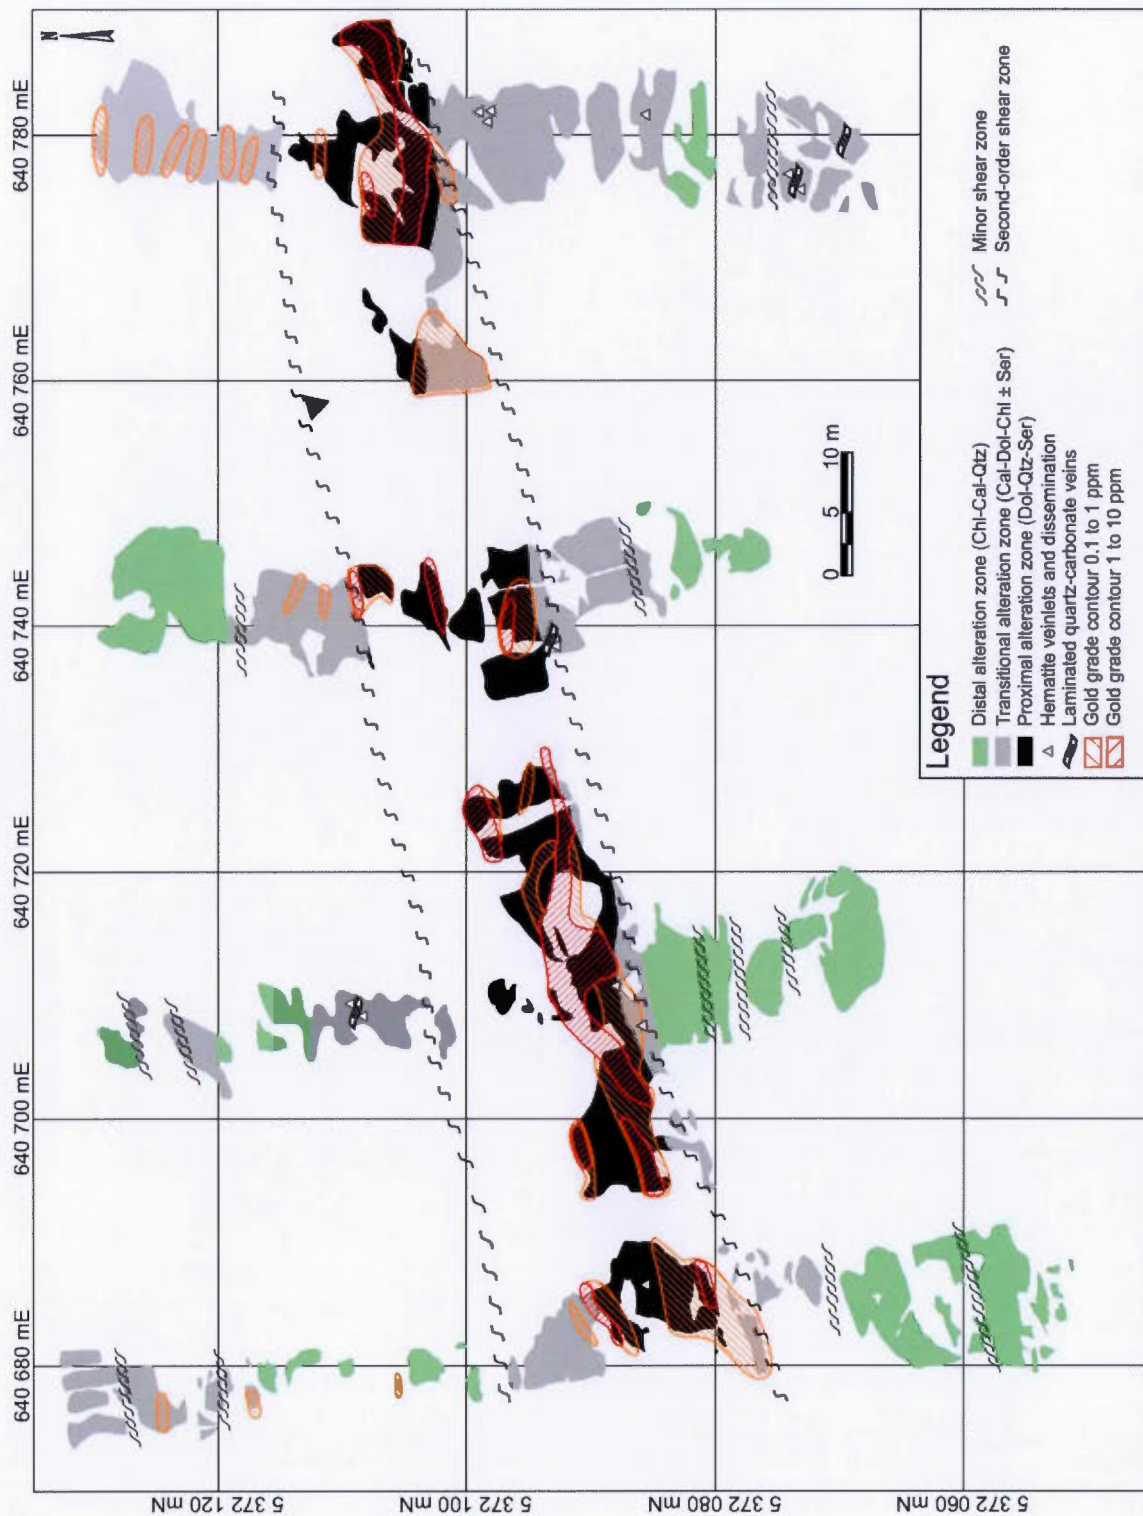 N
640 680 mE
640 700 mE
640 720 mE
640 740 mE
640 760 mE
640 780 mE
5 372 120 mN
5 372 100 mN
5 372 080 mN
5 372 060 mN
0 5 10 m
Legend
Distal alteration zone (Chl-Cal-Qtz)
Transitional alteration zone (Cal-Dol-Chl ± Ser)
Proximal alteration zone (Dol-Qtz-Ser)
Hematite veinlets and dissemination
Laminated quartz-carbonate veins
Gold grade contour 0.1 to 1 ppm
Gold grade contour 1 to 10 ppm
Minor shear zone
Second-order shear zone